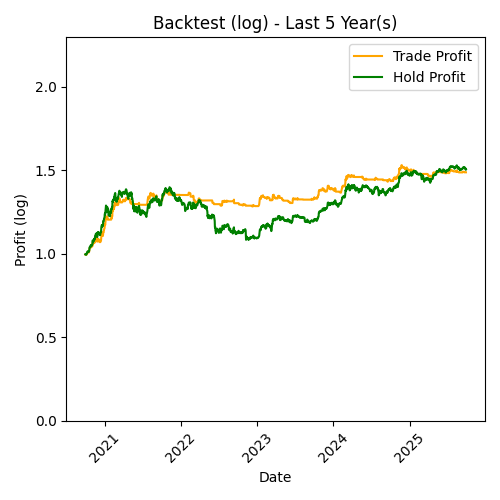 Backtest (log) - Last 5 Year(s)
Trade Profit
Hold Profit
Profit (log)
2.0
1.5
1.0
0.5
0.0
2021
2022
2023
2024
2025
Date